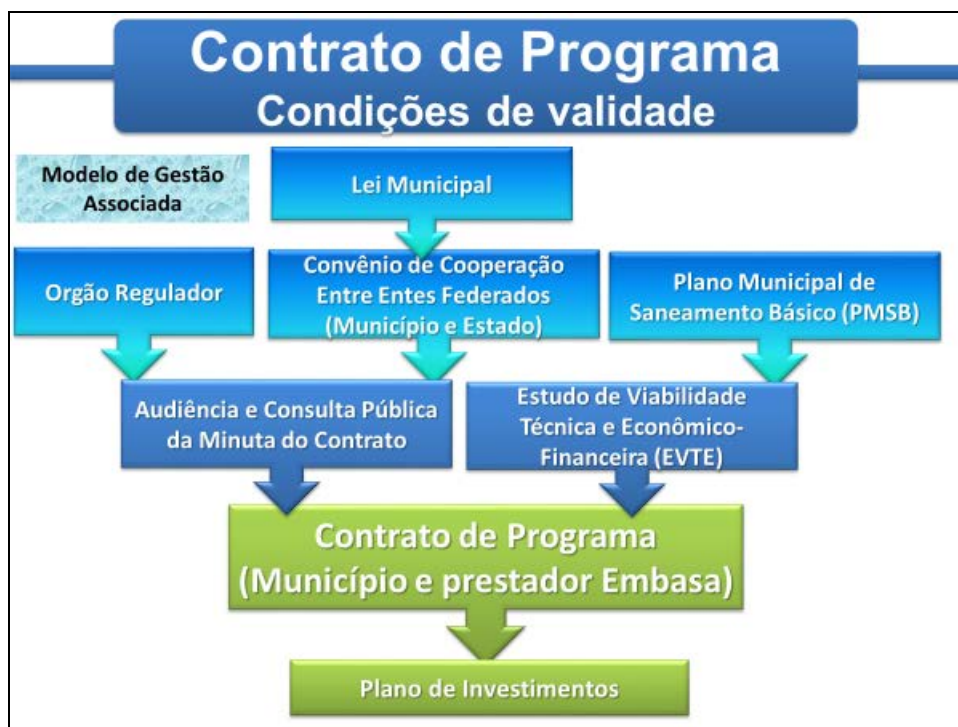 Contrato de Programa
Condições de validade
Modelo de Gestão
Associada
Lei Municipal
Orgão Regulador
Convênio de Cooperação
Entre Entes Federados
(Município e Estado)
Plano Municipal de
Saneamento Básico (PMSB)
Audiência e Consulta Pública
da Minuta do Contrato
Estudo de Viabilidade
Técnica e Econômico-
Financeira (EVTE)
Contrato de Programa
(Município e prestador Embasa)
Plano de Investimentos